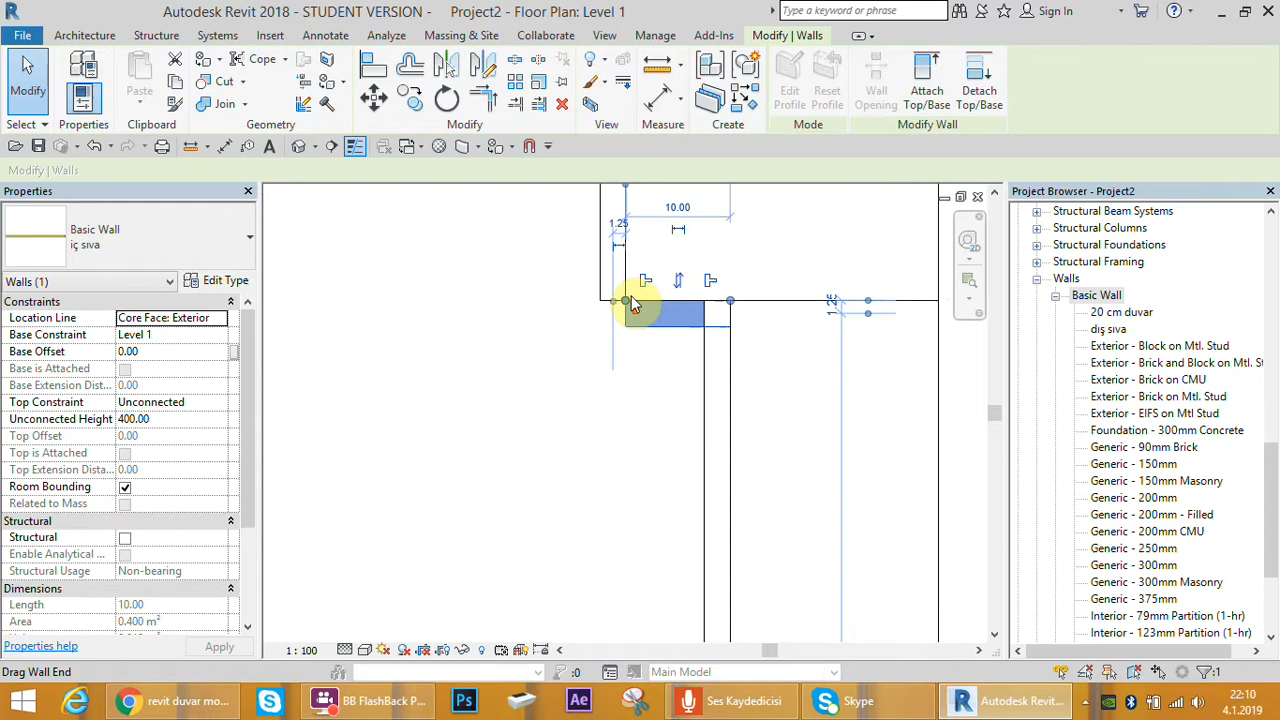 Autodesk Revit 2018 - STUDENT VERSION - Project2 - Floor Plan: Level 1
Type a keyword or phrase
Sign In
File Architecture Structure Systems Insert Annotate Analyze Massing & Site Collaborate View Manage Add-Ins Modify | Walls
Modify
Paste
Cope
Cut
Join
Edit Profile
Reset Profile
Wall Opening
Attach Top/Base
Detach Top/Base
Select Properties Clipboard Geometry Modify View Measure Create Mode Modify Wall
Modify | Walls
Properties
Basic Wall
iç sıva
Walls (1) Edit Type
Constraints
Location Line Core Face: Exterior
Base Constraint Level 1
Base Offset 0.00
Base is Attached
Base Extension Dist...
Top Constraint Unconnected
Unconnected Height 400.00
Top Offset 0.00
Top is Attached
Top Extension Dista...
Room Bounding
Related to Mass
Structural
Structural
Enable Analytical ...
Structural Usage Non-bearing
Dimensions
Length 10.00
Area 0.400 m²
Properties help Apply
10.00
1.25
1.25
2D
1 : 100
Project Browser - Project2
Structural Beam Systems
Structural Columns
Structural Foundations
Structural Framing
Walls
Basic Wall
20 cm duvar
dış sıva
Exterior - Block on Mtl. Stud
Exterior - Brick and Block on Mtl. S
Exterior - Brick on CMU
Exterior - Brick on Mtl. Stud
Exterior - EIFS on Mtl. Stud
Foundation - 300mm Concrete
Generic - 90mm Brick
Generic - 150mm
Generic - 150mm Masonry
Generic - 200mm
Generic - 200mm - Filled
Generic - 200mm CMU
Generic - 250mm
Generic - 300mm
Generic - 300mm Masonry
Generic - 375mm
Interior - 79mm Partition (1-hr)
Interior - 123mm Partition (1-hr)
Drag Wall End
:0
Main Model
:1
revit duvar mo...
BB FlashBack P...
Ps
Ae
Ses Kaydedicisi
Skype
Autodesk Revit...
22:10
4.1.2019